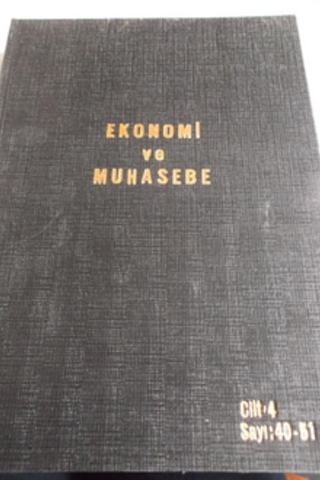 EKONOMİ
ve
MUHASEBE
Cilt:4
Sayı:40-51